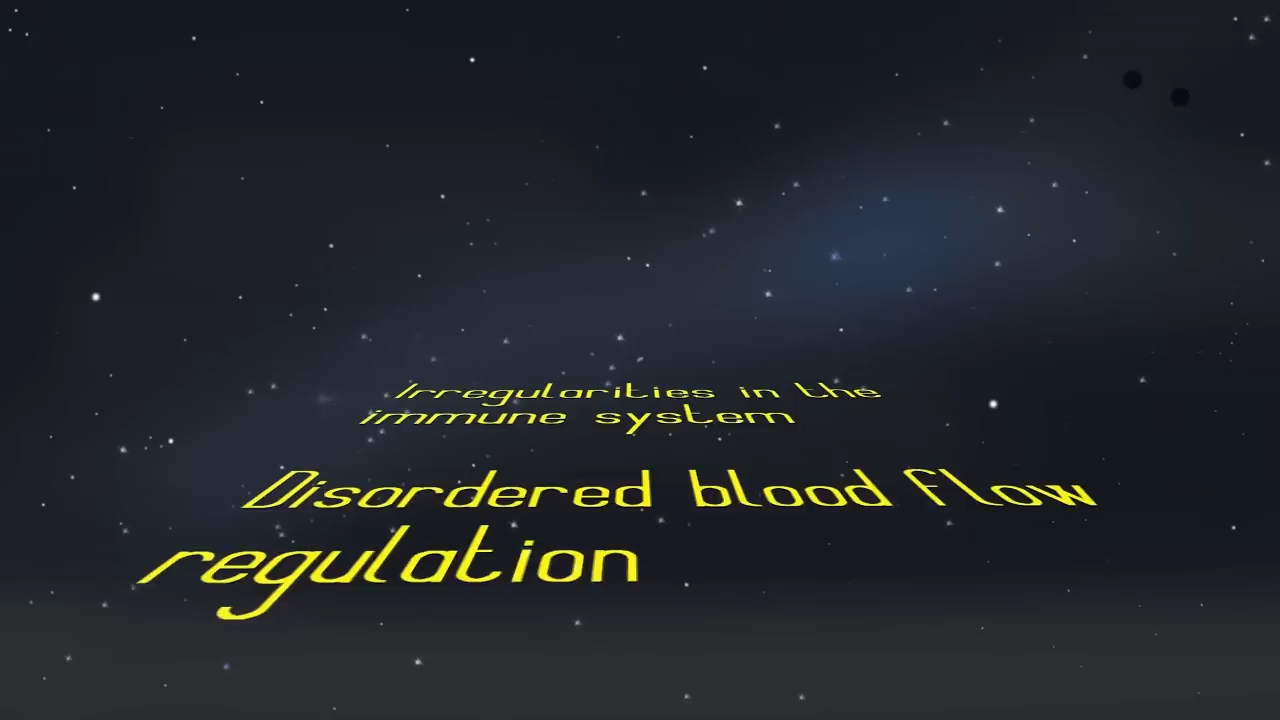 Irregularities in the
immune system
Disordered blood flow
regulation